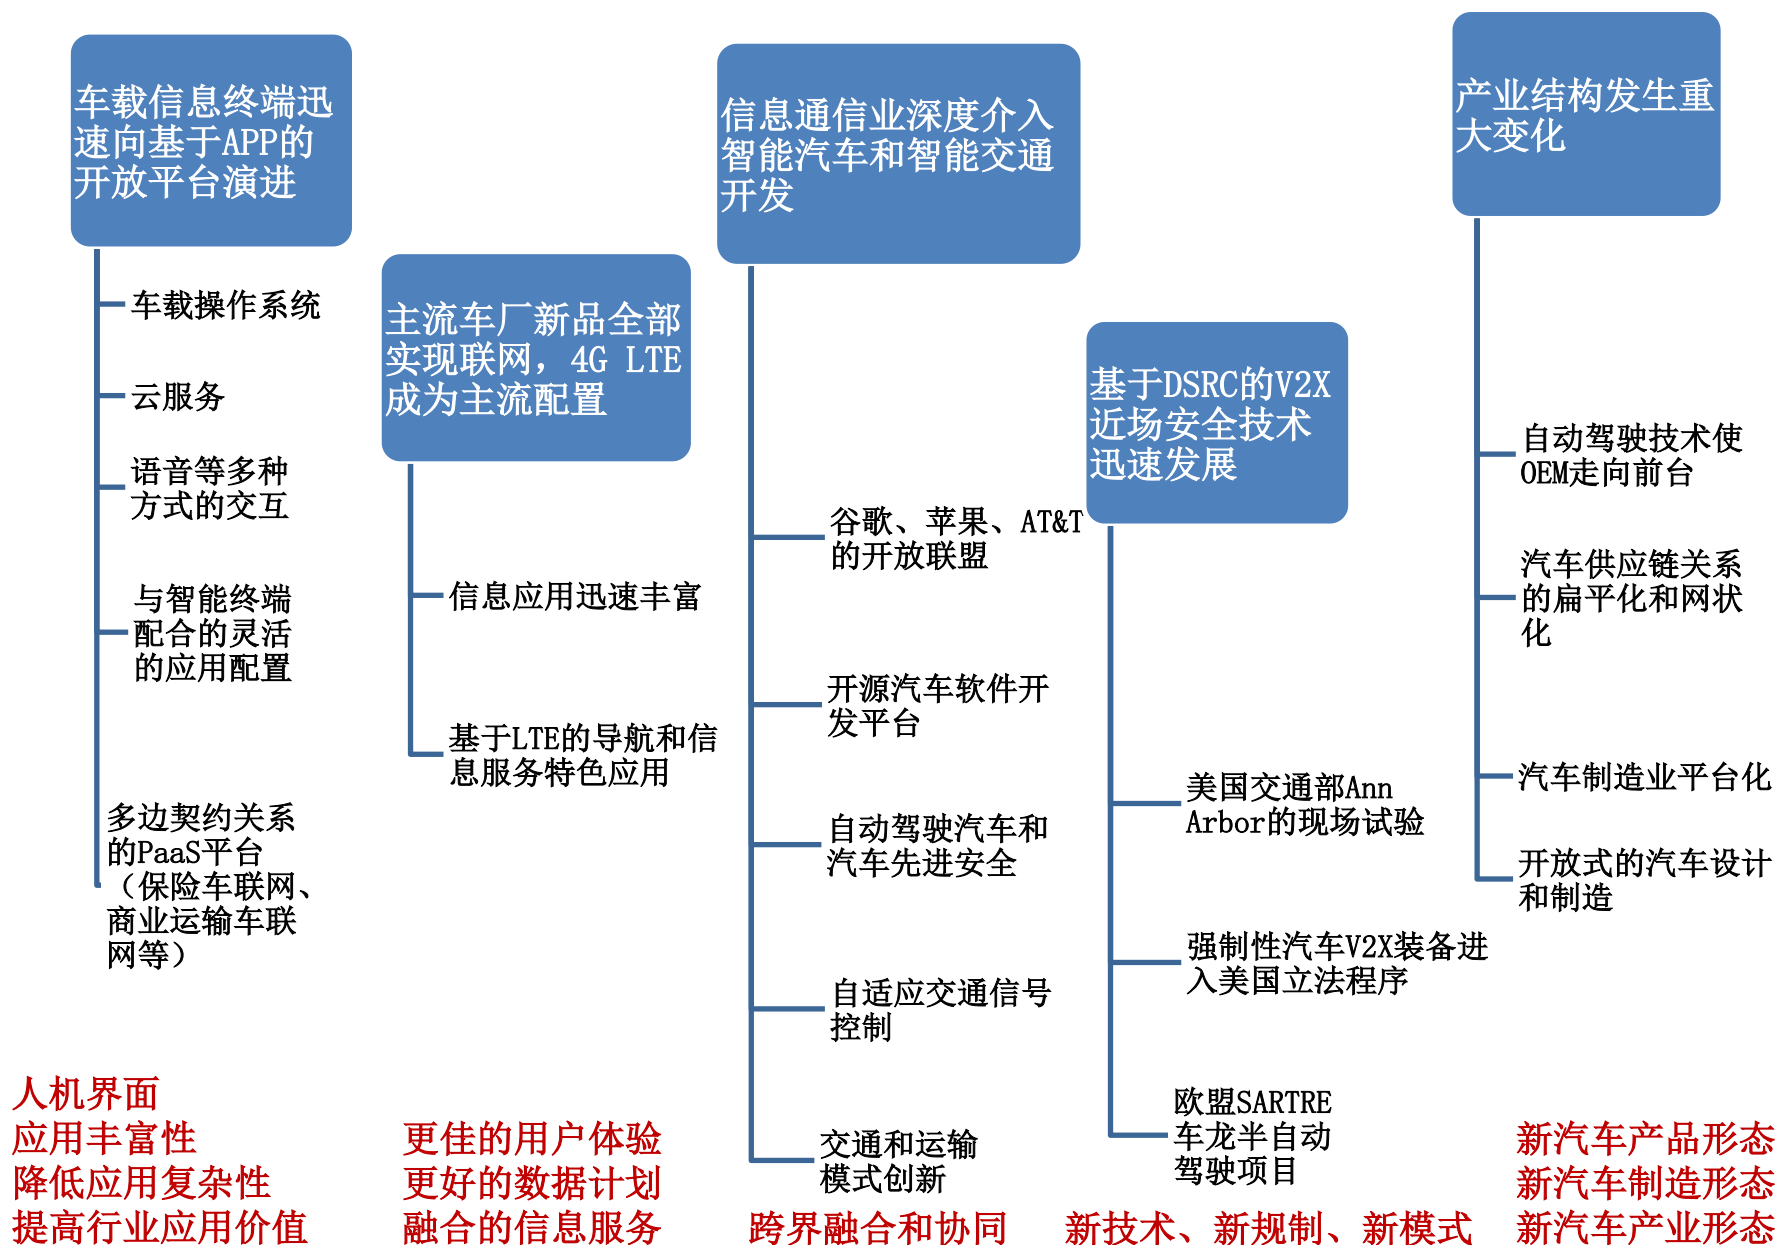 车载信息终端迅
速向基于APP的
开放平台演进
车载操作系统
云服务
语音等多种
方式的交互
与智能终端
配合的灵活
的应用配置
多边契约关系
的PaaS平台
（保险车联网、
商业运输车联
网等）
人机界面
应用丰富性
降低应用复杂性
提高行业应用价值
主流车厂新品全部
实现联网，4G LTE
成为主流配置
信息应用迅速丰富
基于LTE的导航和信
息服务特色应用
更佳的用户体验
更好的数据计划
融合的信息服务
信息通信业深度介入
智能汽车和智能交通
开发
谷歌、苹果、AT&T
的开放联盟
开源汽车软件开
发平台
自动驾驶汽车和
汽车先进安全
自适应交通信号
控制
交通和运输
模式创新
跨界融合和协同
基于DSRC的V2X
近场安全技术
迅速发展
美国交通部Ann
Arbor的现场试验
强制性汽车V2X装备进
入美国立法程序
欧盟SARTRE
车龙半自动
驾驶项目
新技术、新规制、新模式
产业结构发生重
大变化
自动驾驶技术使
OEM走向前台
汽车供应链关系
的扁平化和网状
化
汽车制造业平台化
开放式的汽车设计
和制造
新汽车产品形态
新汽车制造形态
新汽车产业形态